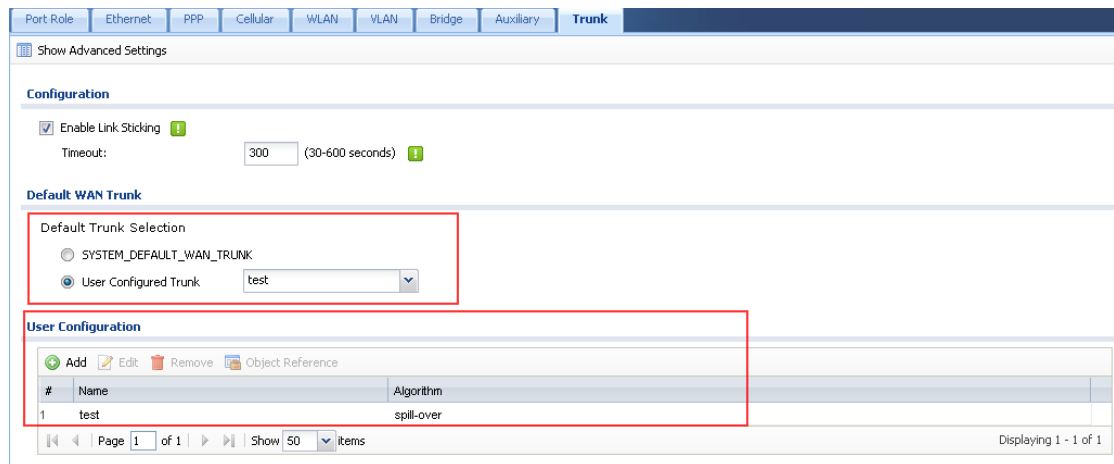 Port Role Ethernet PPP Cellular WLAN VLAN Bridge Auxiliary Trunk
Show Advanced Settings
Configuration
Enable Link Sticking
Timeout: 300 (30-600 seconds)
Default WAN Trunk
Default Trunk Selection
SYSTEM_DEFAULT_WAN_TRUNK
User Configured Trunk test
User Configuration
Add Edit Remove Object Reference
# Name Algorithm
1 test spill-over
Page 1 of 1 Show 50 items Displaying 1 - 1 of 1